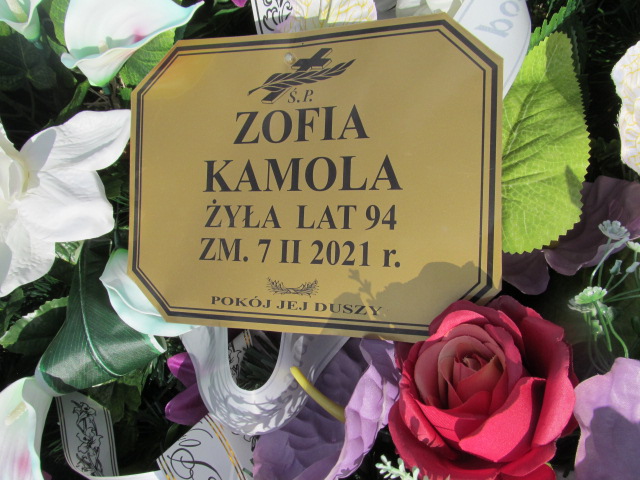 Ś.P.
ZOFIA
KAMOLA
ŻYŁA LAT 94
ZM. 7 II 2021 r.
POKÓJ JEJ DUSZY